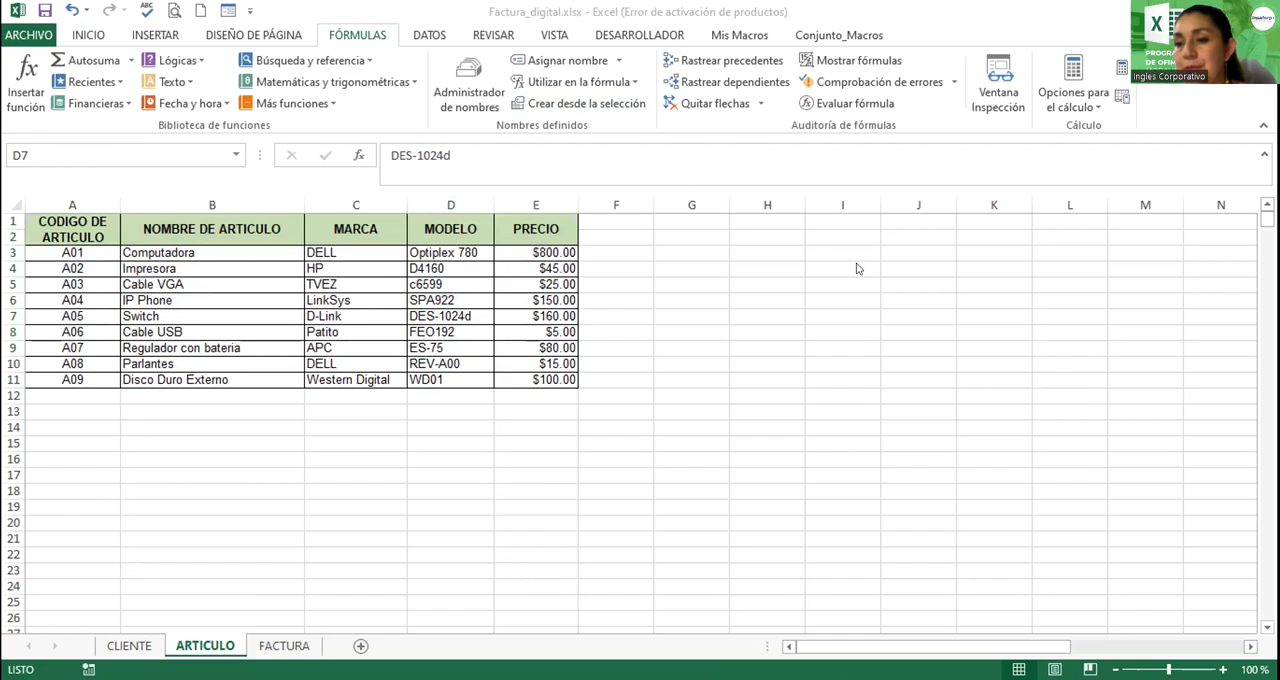 Factura_digital.xlsx - Excel (Error de activación de productos)
ARCHIVO INICIO INSERTAR DISEÑO DE PÁGINA FÓRMULAS DATOS REVISAR VISTA DESARROLLADOR Mis Macros Conjunto_Macros
Insertar función
Autosuma
Recientes
Financieras
Lógicas
Texto
Fecha y hora
Búsqueda y referencia
Matemáticas y trigonométricas
Más funciones
Biblioteca de funciones
Administrador de nombres
Asignar nombre
Utilizar en la fórmula
Crear desde la selección
Nombres definidos
Rastrear precedentes
Rastrear dependientes
Quitar flechas
Mostrar fórmulas
Comprobación de errores
Evaluar fórmula
Auditoría de fórmulas
Ventana Inspección
Opciones para el cálculo
Cálculo
Ingles Corporativo
D7 fx DES-1024d
A B C D E F G H I J K L M N
1 CODIGO DE NOMBRE DE ARTICULO MARCA MODELO PRECIO
2 ARTICULO
3 A01 Computadora DELL Optiplex 780 $800.00
4 A02 Impresora HP D4160 $45.00
5 A03 Cable VGA TVEZ c6599 $25.00
6 A04 IP Phone LinkSys SPA922 $150.00
7 A05 Switch D-Link DES-1024d $160.00
8 A06 Cable USB Patito FEO192 $5.00
9 A07 Regulador con bateria APC ES-75 $80.00
10 A08 Parlantes DELL REV-A00 $15.00
11 A09 Disco Duro Externo Western Digital WD01 $100.00
12
13
14
15
16
17
18
19
20
21
22
23
24
25
26
CLIENTE ARTICULO FACTURA
LISTO 100 %